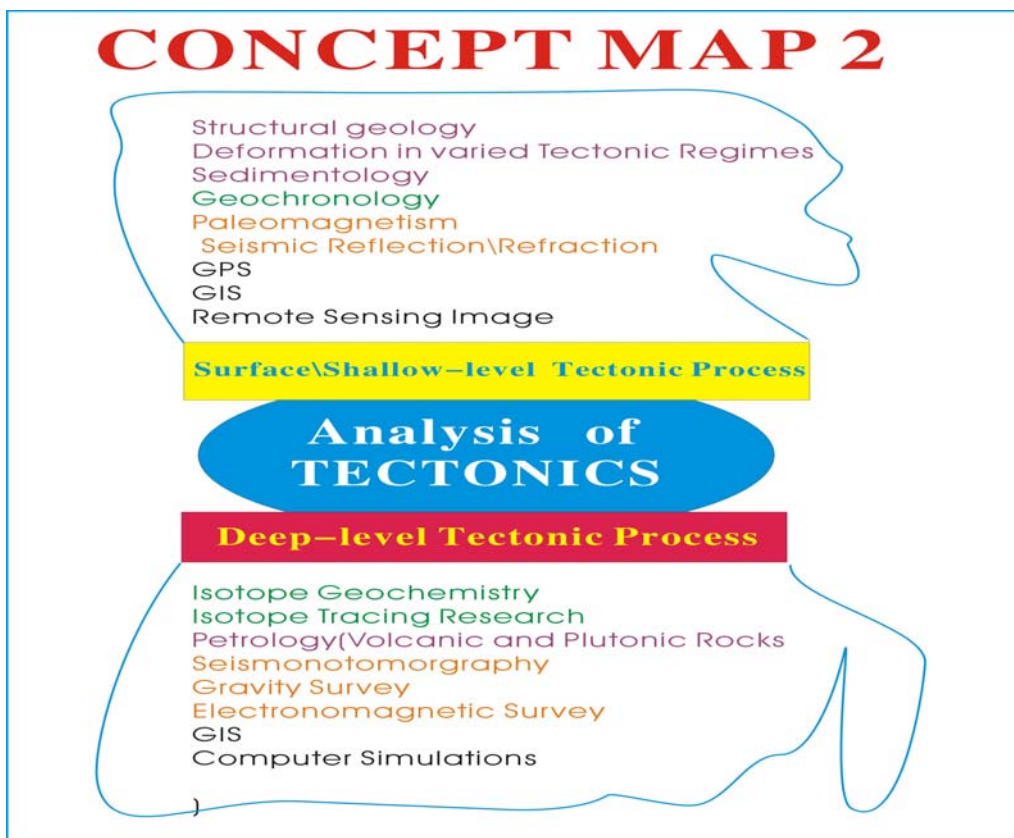 CONCEPT MAP 2
Structural geology
Deformation in varied Tectonic Regimes
Sedimentology
Geochronology
Paleomagnetism
Seismic Reflection\Refraction
GPS
GIS
Remote Sensing Image
Surface\Shallow-level Tectonic Process
Analysis of
TECTONICS
Deep-level Tectonic Process
Isotope Geochemistry
Isotope Tracing Research
Petrology(Volcanic and Plutonic Rocks
Seismonotomorgraphy
Gravity Survey
Electronomagnetic Survey
GIS
Computer Simulations
)